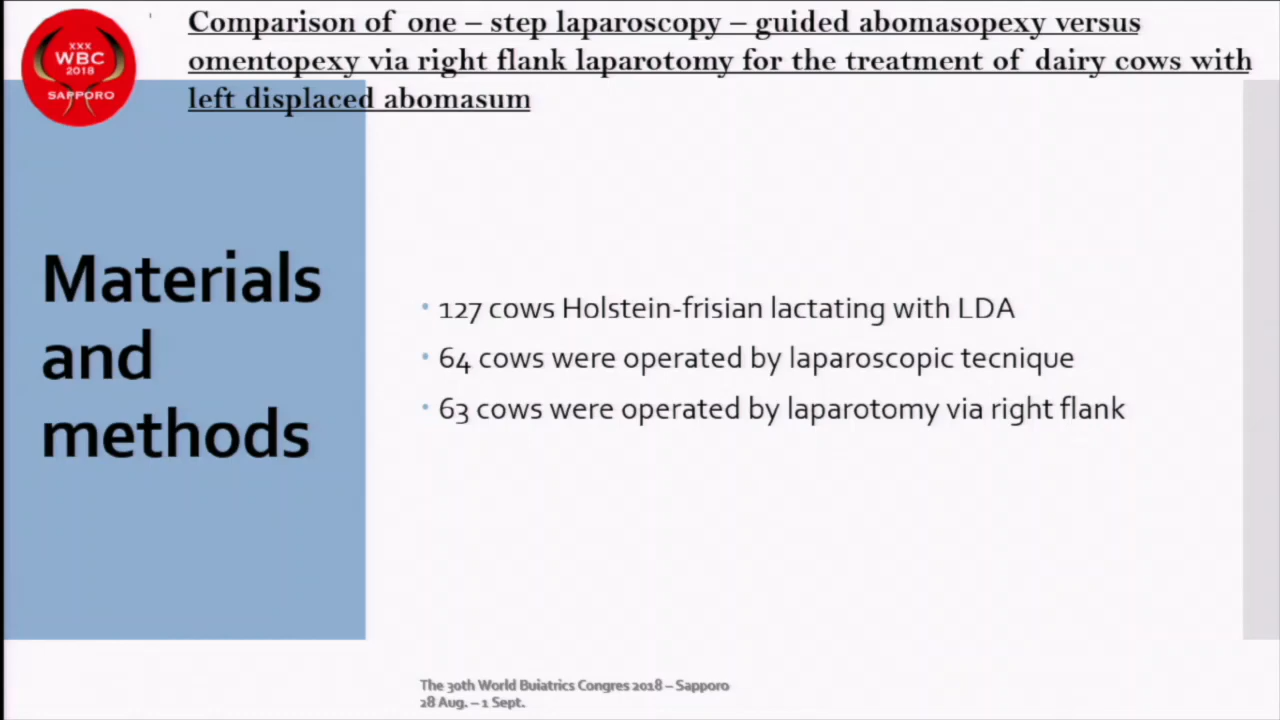 XXX
WBC
2018
SAPPORO
Comparison of one – step laparoscopy – guided abomasopexy versus
omentopexy via right flank laparotomy for the treatment of dairy cows with
left displaced abomasum
Materials
and
methods
• 127 cows Holstein-frisian lactating with LDA
• 64 cows were operated by laparoscopic tecnique
• 63 cows were operated by laparotomy via right flank
The 30th World Buiatrics Congres 2018 – Sapporo
28 Aug. – 1 Sept.